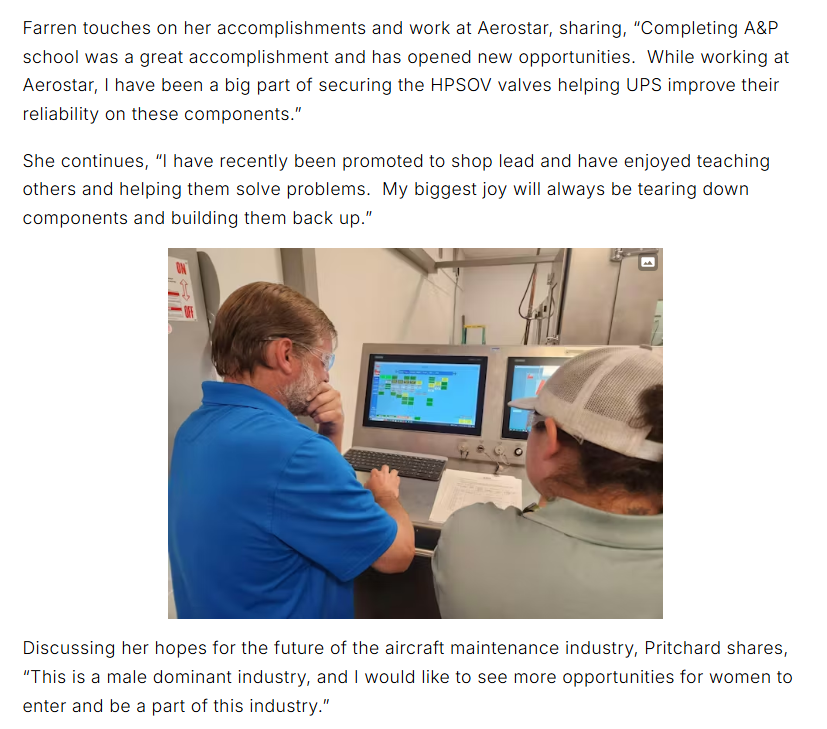 Farren touches on her accomplishments and work at Aerostar, sharing, “Completing A&P
school was a great accomplishment and has opened new opportunities.  While working at
Aerostar, I have been a big part of securing the HPSOV valves helping UPS improve their
reliability on these components.”
She continues, “I have recently been promoted to shop lead and have enjoyed teaching
others and helping them solve problems.  My biggest joy will always be tearing down
components and building them back up.”
ON
OFF
Discussing her hopes for the future of the aircraft maintenance industry, Pritchard shares,
“This is a male dominant industry, and I would like to see more opportunities for women to
enter and be a part of this industry.”